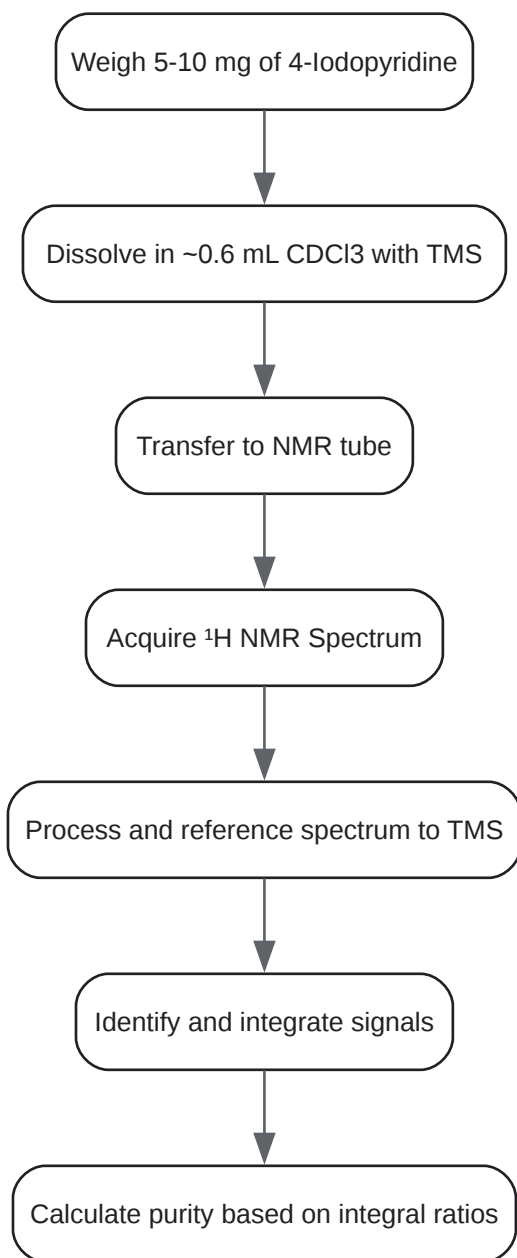 Weigh 5-10 mg of 4-Iodopyridine
Dissolve in ~0.6 mL CDCl3 with TMS
Transfer to NMR tube
Acquire ¹H NMR Spectrum
Process and reference spectrum to TMS
Identify and integrate signals
Calculate purity based on integral ratios